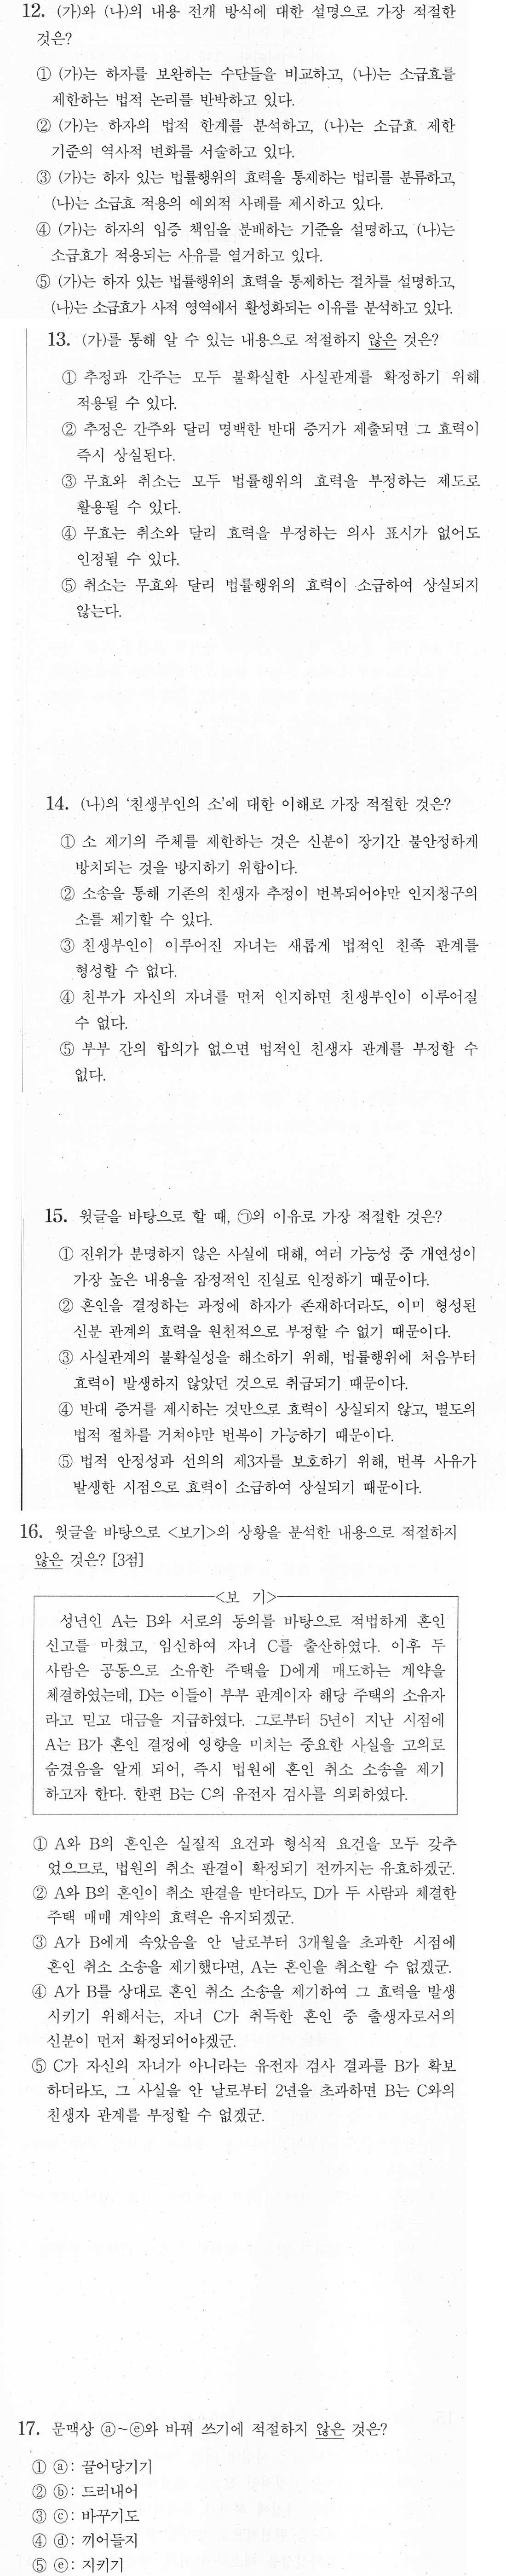 12. (가)와 (나)의 내용 전개 방식에 대한 설명으로 가장 적절한
것은?
① (가)는 하자를 보완하는 수단들을 비교하고, (나)는 소급효를
제한하는 법적 논리를 반박하고 있다.
② (가)는 하자의 법적 한계를 분석하고, (나)는 소급효 제한
기준의 역사적 변화를 서술하고 있다.
③ (가)는 하자 있는 법률행위의 효력을 통제하는 법리를 분류하고,
(나)는 소급효 적용의 예외적 사례를 제시하고 있다.
④ (가)는 하자의 입증 책임을 분배하는 기준을 설명하고, (나)는
소급효가 적용되는 사유를 열거하고 있다.
⑤ (가)는 하자 있는 법률행위의 효력을 통제하는 절차를 설명하고,
(나)는 소급효가 사적 영역에서 활성화되는 이유를 분석하고 있다.
13. (가)를 통해 알 수 있는 내용으로 적절하지 않은 것은?
① 추정과 간주는 모두 불확실한 사실관계를 확정하기 위해
적용될 수 있다.
② 추정은 간주와 달리 명백한 반대 증거가 제출되면 그 효력이
즉시 상실된다.
③ 무효와 취소는 모두 법률행위의 효력을 부정하는 제도로
활용될 수 있다.
④ 무효는 취소와 달리 효력을 부정하는 의사 표시가 없어도
인정될 수 있다.
⑤ 취소는 무효와 달리 법률행위의 효력이 소급하여 상실되지
않는다.
14. (나)의 '친생부인의 소'에 대한 이해로 가장 적절한 것은?
① 소 제기의 주체를 제한하는 것은 신분이 장기간 불안정하게
방치되는 것을 방지하기 위함이다.
② 소송을 통해 기존의 친생자 추정이 번복되어야만 인지청구의
소를 제기할 수 있다.
③ 친생부인이 이루어진 자녀는 새롭게 법적인 친족 관계를
형성할 수 없다.
④ 친부가 자신의 자녀를 먼저 인지하면 친생부인이 이루어질
수 없다.
⑤ 부부 간의 합의가 없으면 법적인 친생자 관계를 부정할 수
없다.
15. 윗글을 바탕으로 할 때, ㉠의 이유로 가장 적절한 것은?
① 진위가 분명하지 않은 사실에 대해, 여러 가능성 중 개연성이
가장 높은 내용을 잠정적인 진실로 인정하기 때문이다.
② 혼인을 결정하는 과정에 하자가 존재하더라도, 이미 형성된
신분 관계의 효력을 원천적으로 부정할 수 없기 때문이다.
③ 사실관계의 불확실성을 해소하기 위해, 법률행위에 처음부터
효력이 발생하지 않았던 것으로 취급되기 때문이다.
④ 반대 증거를 제시하는 것만으로 효력이 상실되지 않고, 별도의
법적 절차를 거쳐야만 번복이 가능하기 때문이다.
⑤ 법적 안정성과 선의의 제3자를 보호하기 위해, 번복 사유가
발생한 시점으로 효력이 소급하여 상실되기 때문이다.
16. 윗글을 바탕으로 <보기>의 상황을 분석한 내용으로 적절하지
않은 것은? [3점]
<보 기>
성년인 A는 B와 서로의 동의를 바탕으로 적법하게 혼인
신고를 마쳤고, 임신하여 자녀 C를 출산하였다. 이후 두
사람은 공동으로 소유한 주택을 D에게 매도하는 계약을
체결하였는데, D는 이들이 부부 관계이자 해당 주택의 소유자
라고 믿고 대금을 지급하였다. 그로부터 5년이 지난 시점에
A는 B가 혼인 결정에 영향을 미치는 중요한 사실을 고의로
숨겼음을 알게 되어, 즉시 법원에 혼인 취소 소송을 제기
하고자 한다. 한편 B는 C의 유전자 검사를 의뢰하였다.
① A와 B의 혼인은 실질적 요건과 형식적 요건을 모두 갖추
었으므로, 법원의 취소 판결이 확정되기 전까지는 유효하겠군.
② A와 B의 혼인이 취소 판결을 받더라도, D가 두 사람과 체결한
주택 매매 계약의 효력은 유지되겠군.
③ A가 B에게 속았음을 안 날로부터 3개월을 초과한 시점에
혼인 취소 소송을 제기했다면, A는 혼인을 취소할 수 없겠군.
④ A가 B를 상대로 혼인 취소 소송을 제기하여 그 효력을 발생
시키기 위해서는, 자녀 C가 취득한 혼인 중 출생자로서의
신분이 먼저 확정되어야겠군.
⑤ C가 자신의 자녀가 아니라는 유전자 검사 결과를 B가 확보
하더라도, 그 사실을 안 날로부터 2년을 초과하면 B는 C와의
친생자 관계를 부정할 수 없겠군.
17. 문맥상 ⓐ~ⓔ와 바꿔 쓰기에 적절하지 않은 것은?
① ⓐ: 끌어당기기
② ⓑ: 드러내어
③ ⓒ: 바꾸기도
④ ⓓ: 끼어들지
⑤ ⓔ: 지키기